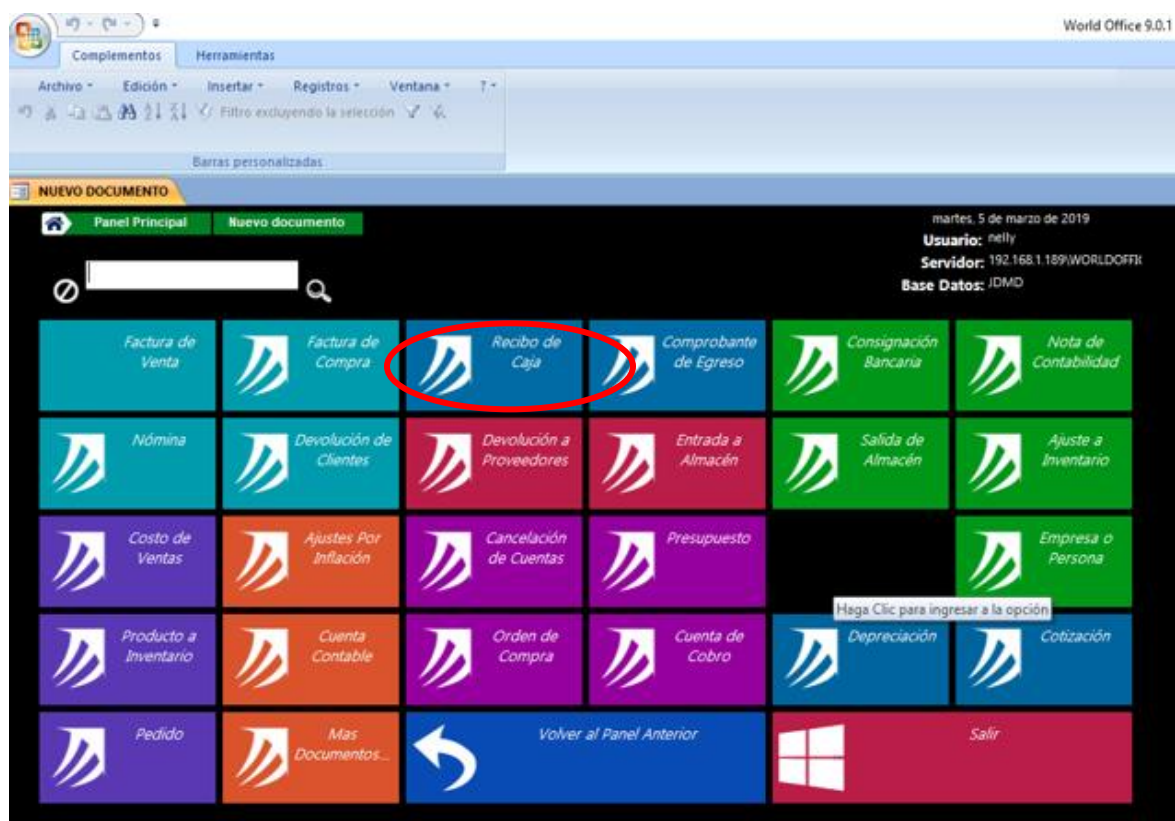 World Office 9.0.1
Complementos Herramientas
Archivo Edición Insertar Registros Ventana ?
Filtro excluyendo la selección
Barras personalizadas
NUEVO DOCUMENTO
Panel Principal Nuevo documento
martes, 5 de marzo de 2019
Usuario: nelly
Servidor: 192.168.1.189\WORLDOFFI
Base Datos: JDMD
Factura de Venta
Factura de Compra
Recibo de Caja
Comprobante de Egreso
Consignación Bancaria
Nota de Contabilidad
Nómina
Devolución de Clientes
Devolución a Proveedores
Entrada a Almacén
Salida de Almacén
Ajuste a Inventario
Costo de Ventas
Ajustes Por Inflación
Cancelación de Cuentas
Presupuesto
Empresa o Persona
Haga Clic para ingresar a la opción
Producto a Inventario
Cuenta Contable
Orden de Compra
Cuenta de Cobro
Depreciación
Cotización
Pedido
Mas Documentos...
Volver al Panel Anterior
Salir